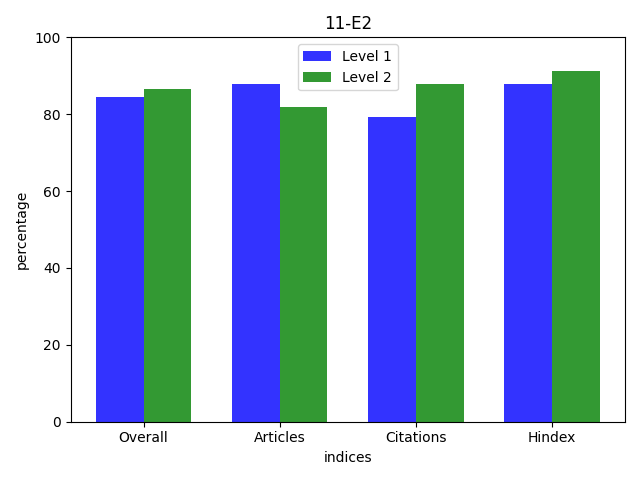 11-E2
Level 1
Level 2
percentage
100
80
60
40
20
0
Overall Articles Citations Hindex
indices